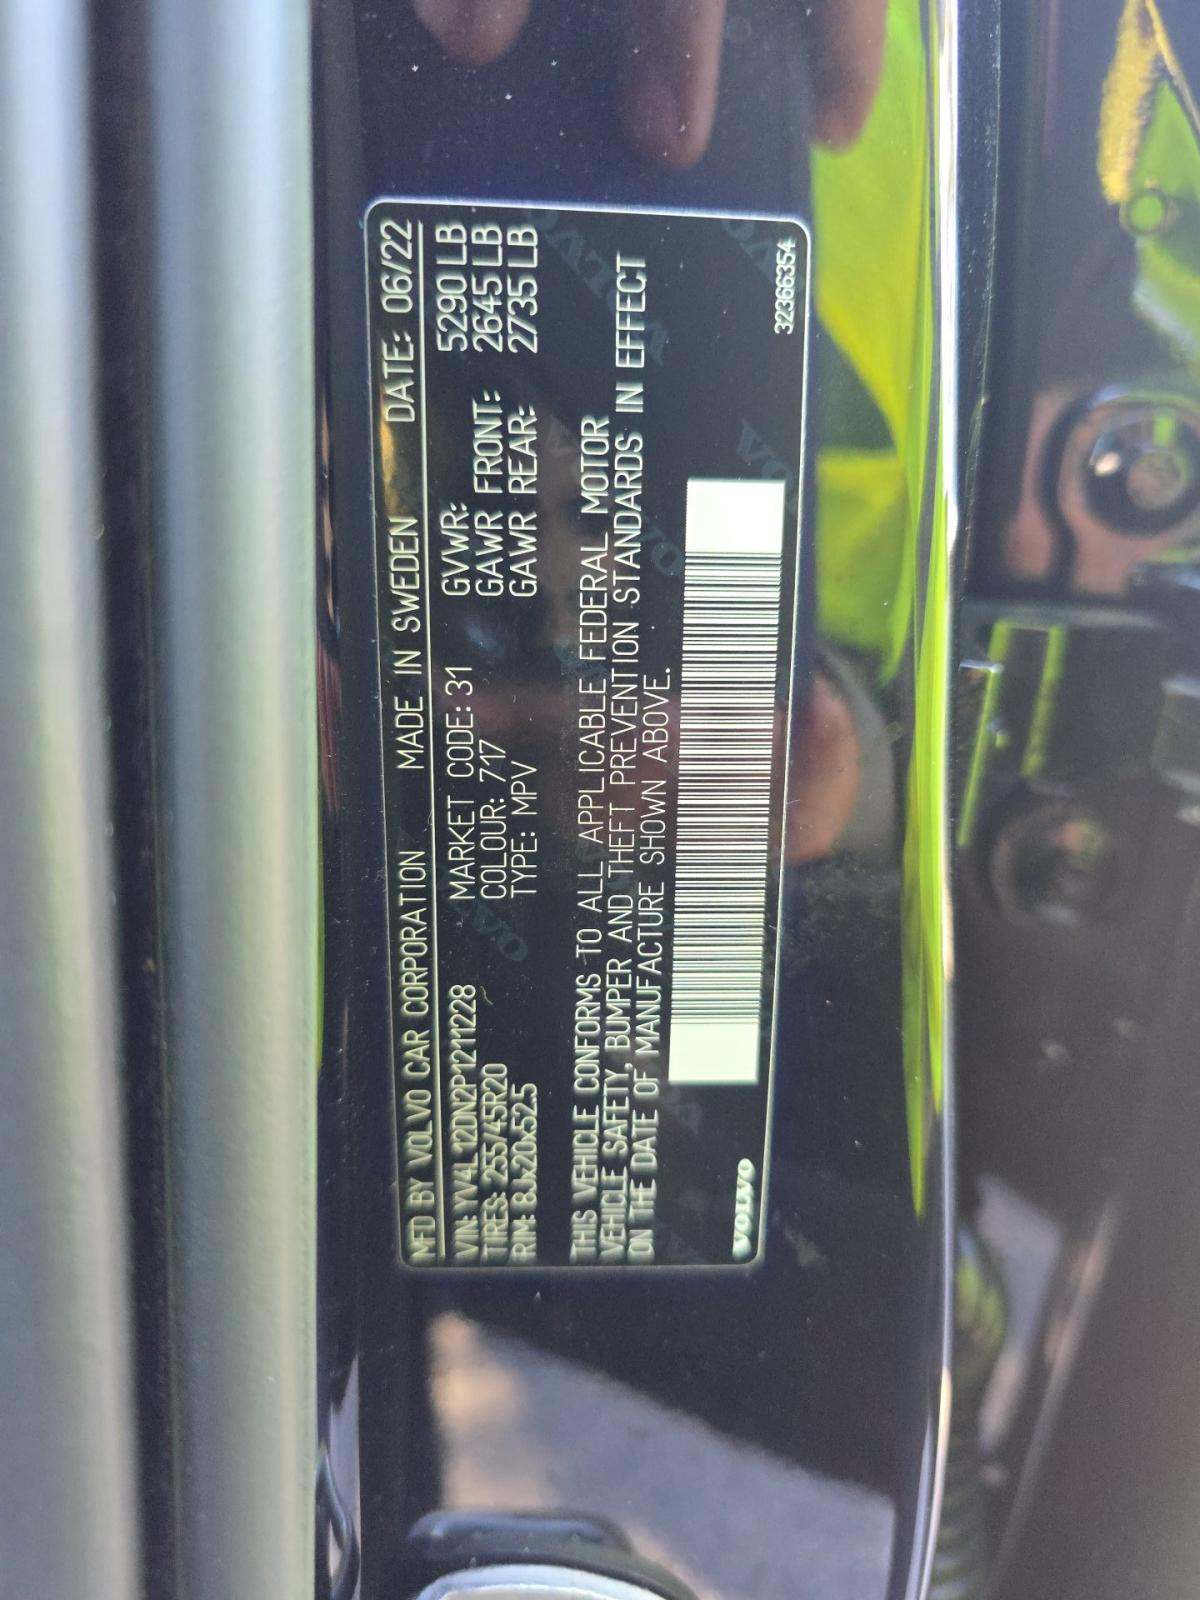 MFD BY VOLVO CAR CORPORATION MADE IN SWEDEN DATE: 06/22
VIN: YV4L12DN2P1211228 MARKET CODE: 31 GVWR: 5290 LB
TIRES: 255/45R20 COLOUR: 717 GAWR FRONT: 2645 LB
RIM: 8Jx20x52.5 TYPE: MPV GAWR REAR: 2735 LB
THIS VEHICLE CONFORMS TO ALL APPLICABLE FEDERAL MOTOR
VEHICLE SAFETY, BUMPER AND THEFT PREVENTION STANDARDS IN EFFECT
ON THE DATE OF MANUFACTURE SHOWN ABOVE.
VOLVO 32366354